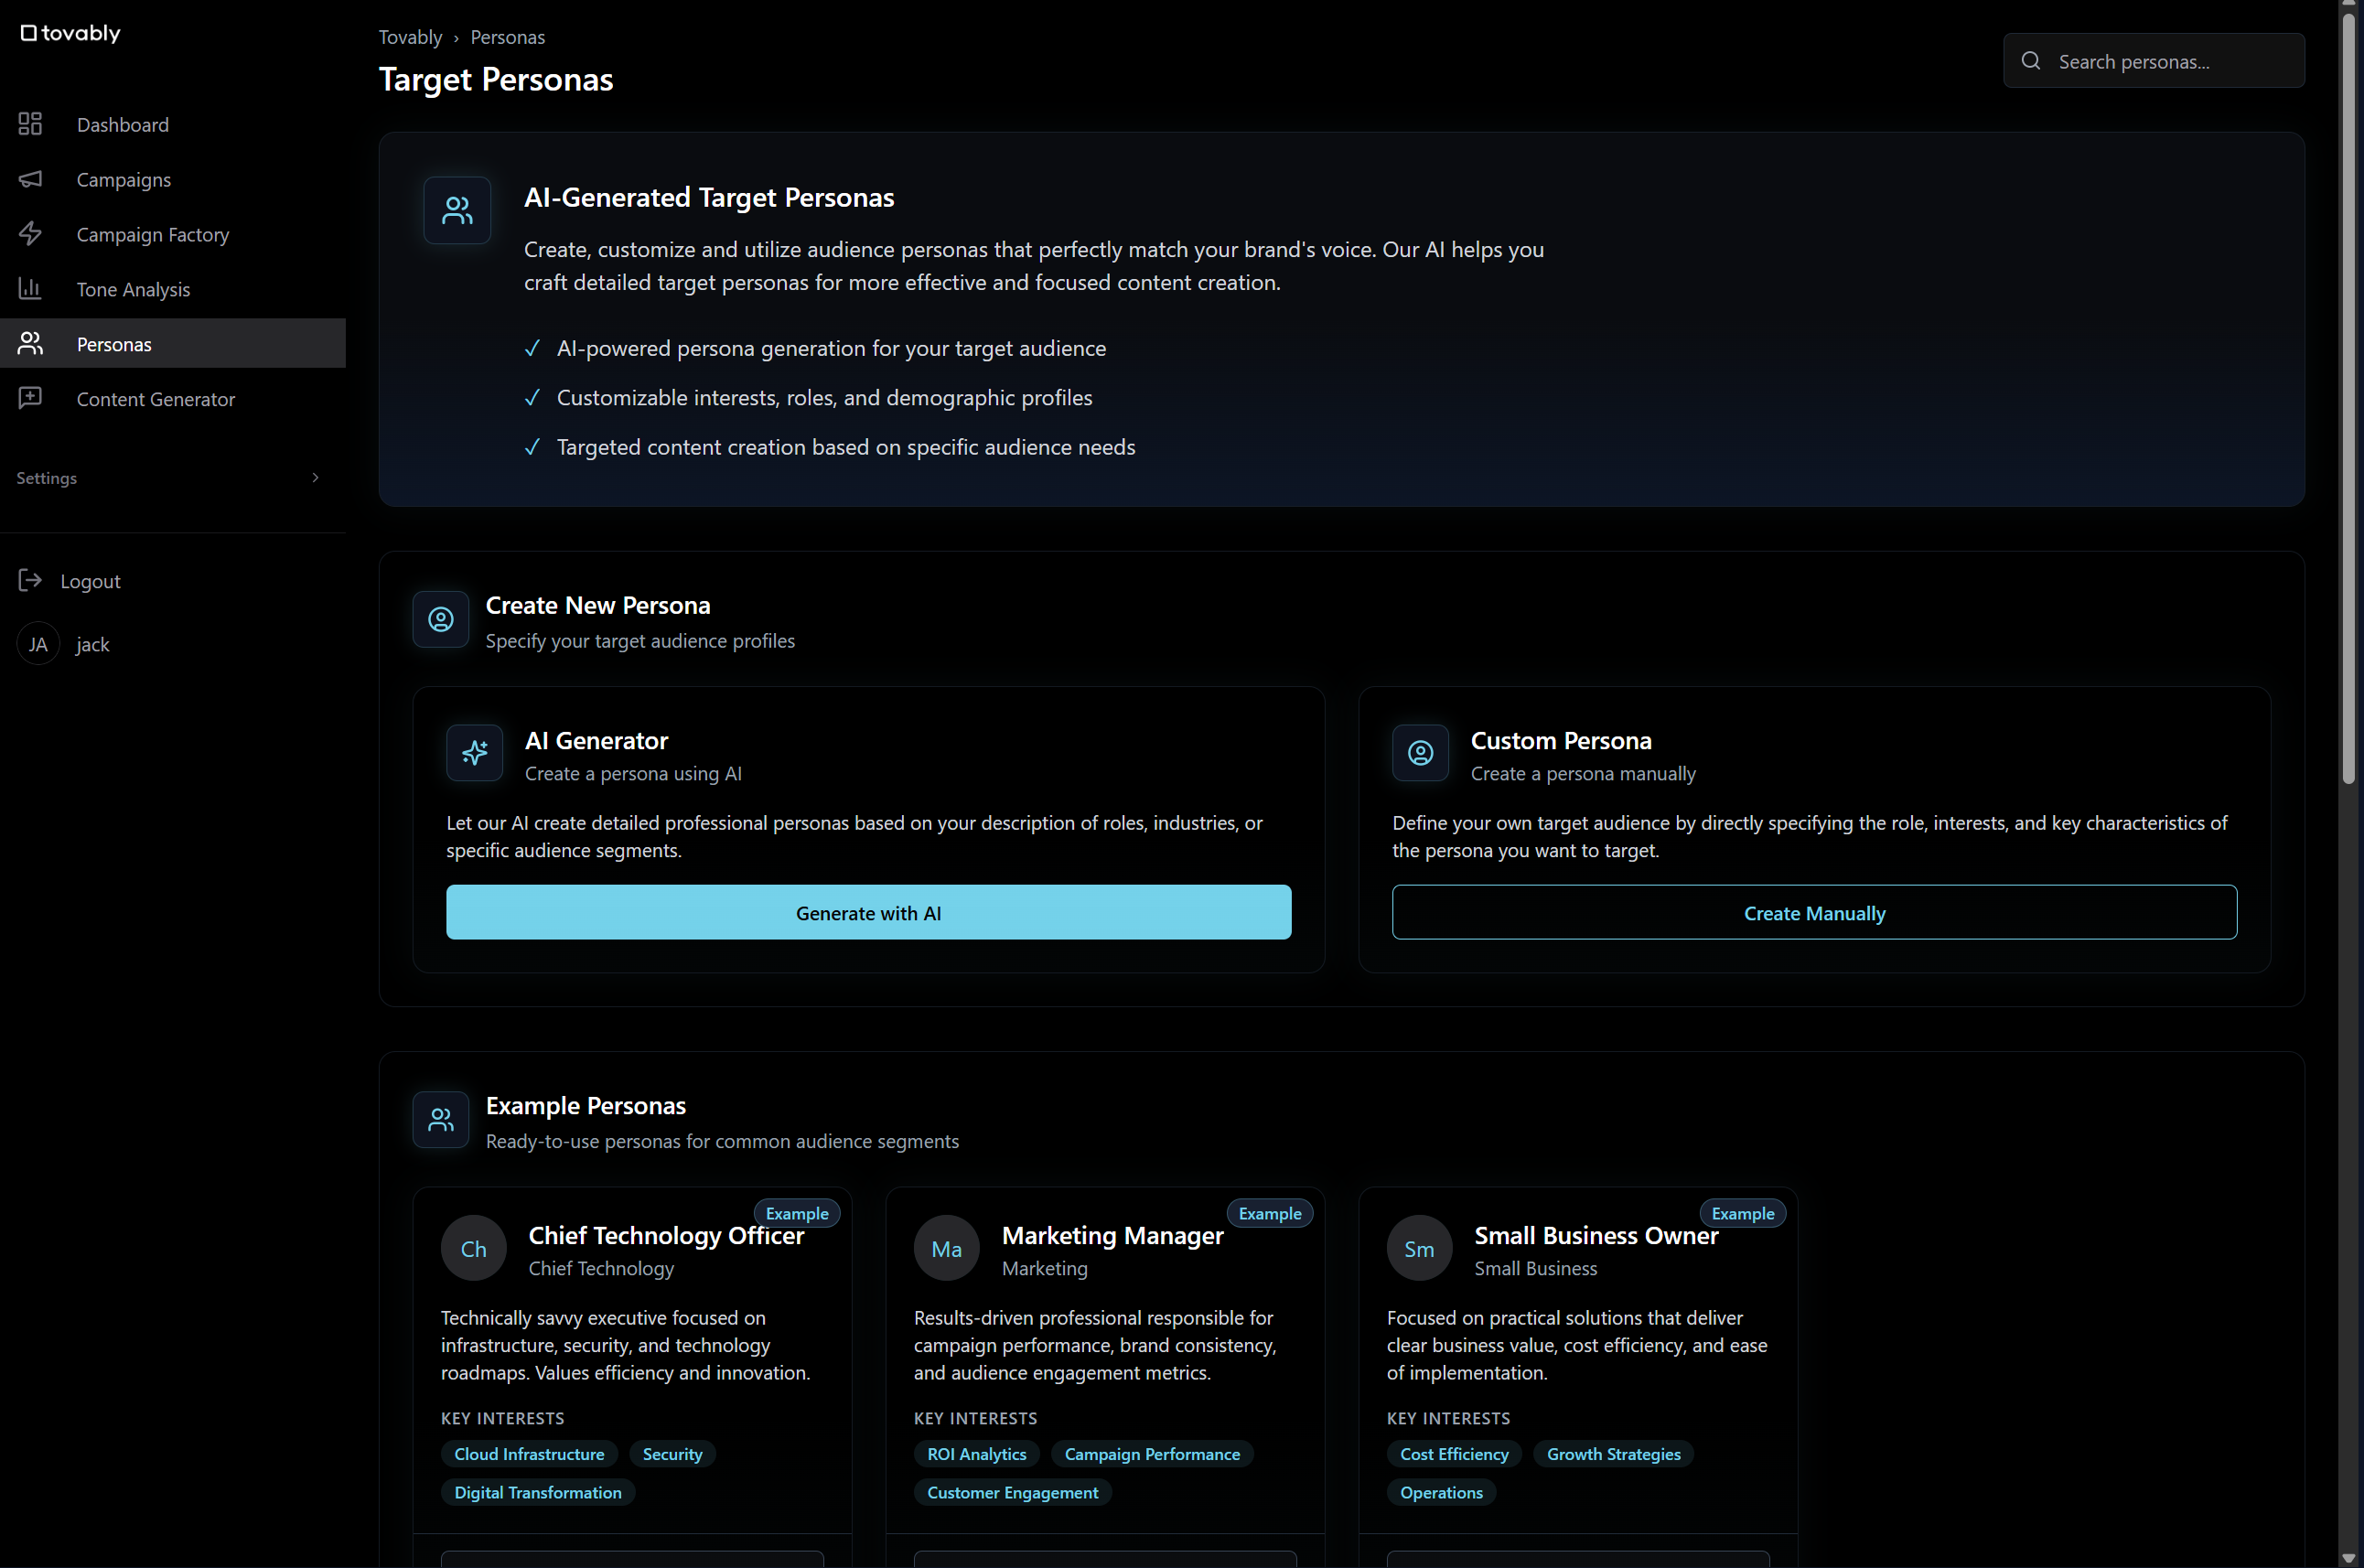 tovably
Dashboard
Campaigns
Campaign Factory
Tone Analysis
Personas
Content Generator
Settings
Logout
JA
jack
Tovably › Personas
Target Personas
Search personas...
AI-Generated Target Personas
Create, customize and utilize audience personas that perfectly match your brand's voice. Our AI helps you
craft detailed target personas for more effective and focused content creation.
✓ AI-powered persona generation for your target audience
✓ Customizable interests, roles, and demographic profiles
✓ Targeted content creation based on specific audience needs
Create New Persona
Specify your target audience profiles
AI Generator
Create a persona using AI
Let our AI create detailed professional personas based on your description of roles, industries, or
specific audience segments.
Generate with AI
Custom Persona
Create a persona manually
Define your own target audience by directly specifying the role, interests, and key characteristics of
the persona you want to target.
Create Manually
Example Personas
Ready-to-use personas for common audience segments
Example
Ch
Chief Technology Officer
Chief Technology
Technically savvy executive focused on
infrastructure, security, and technology
roadmaps. Values efficiency and innovation.
KEY INTERESTS
Cloud Infrastructure Security
Digital Transformation
Example
Ma
Marketing Manager
Marketing
Results-driven professional responsible for
campaign performance, brand consistency,
and audience engagement metrics.
KEY INTERESTS
ROI Analytics Campaign Performance
Customer Engagement
Example
Sm
Small Business Owner
Small Business
Focused on practical solutions that deliver
clear business value, cost efficiency, and ease
of implementation.
KEY INTERESTS
Cost Efficiency Growth Strategies
Operations